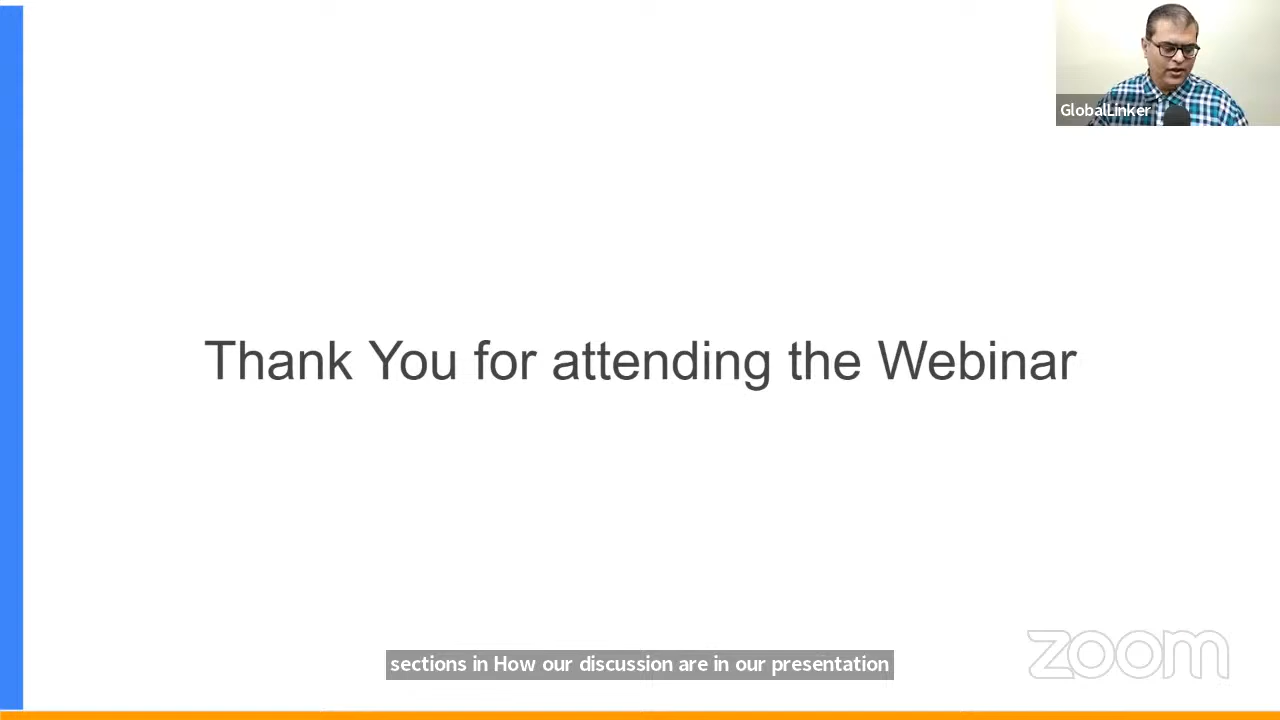 GlobalLinker
Thank You for attending the Webinar
sections in How our discussion are in our presentation
zoom